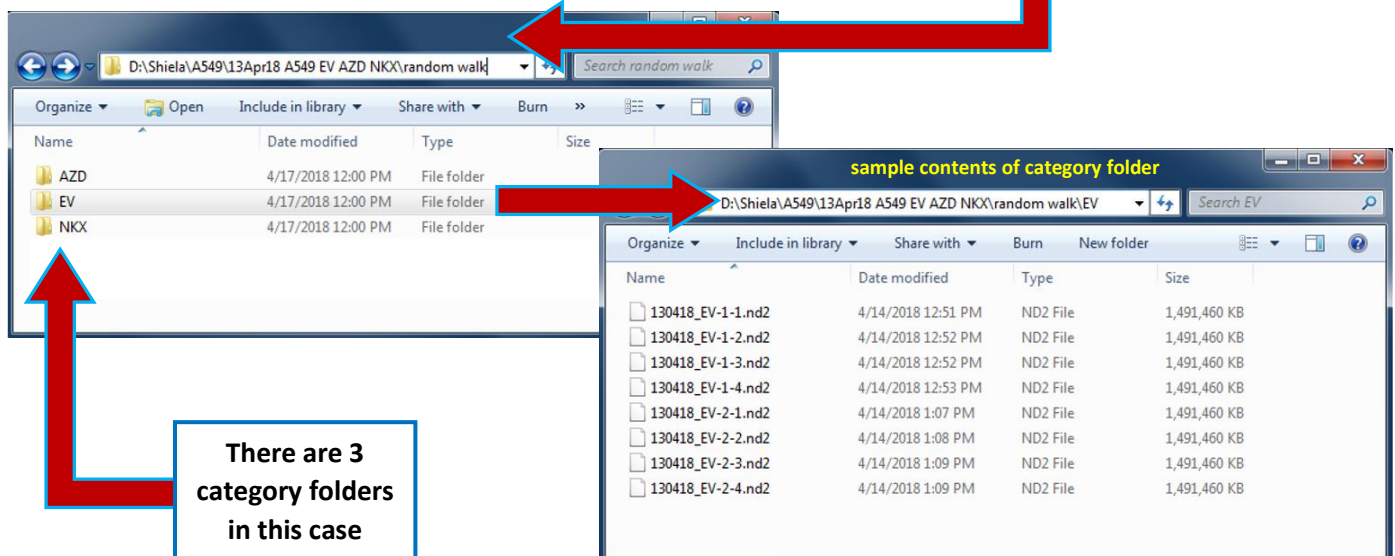 D:\Shiela\A549\13Apr18 A549 EV AZD NKX\random walk
Search random walk
Organize Open Include in library Share with Burn »
Name Date modified Type Size
AZD 4/17/2018 12:00 PM File folder
EV 4/17/2018 12:00 PM File folder
NKX 4/17/2018 12:00 PM File folder
There are 3
category folders
in this case
sample contents of category folder
D:\Shiela\A549\13Apr18 A549 EV AZD NKX\random walk\EV
Search EV
Organize Include in library Share with Burn New folder
Name Date modified Type Size
130418_EV-1-1.nd2 4/14/2018 12:51 PM ND2 File 1,491,460 KB
130418_EV-1-2.nd2 4/14/2018 12:52 PM ND2 File 1,491,460 KB
130418_EV-1-3.nd2 4/14/2018 12:52 PM ND2 File 1,491,460 KB
130418_EV-1-4.nd2 4/14/2018 12:53 PM ND2 File 1,491,460 KB
130418_EV-2-1.nd2 4/14/2018 1:07 PM ND2 File 1,491,460 KB
130418_EV-2-2.nd2 4/14/2018 1:08 PM ND2 File 1,491,460 KB
130418_EV-2-3.nd2 4/14/2018 1:09 PM ND2 File 1,491,460 KB
130418_EV-2-4.nd2 4/14/2018 1:09 PM ND2 File 1,491,460 KB